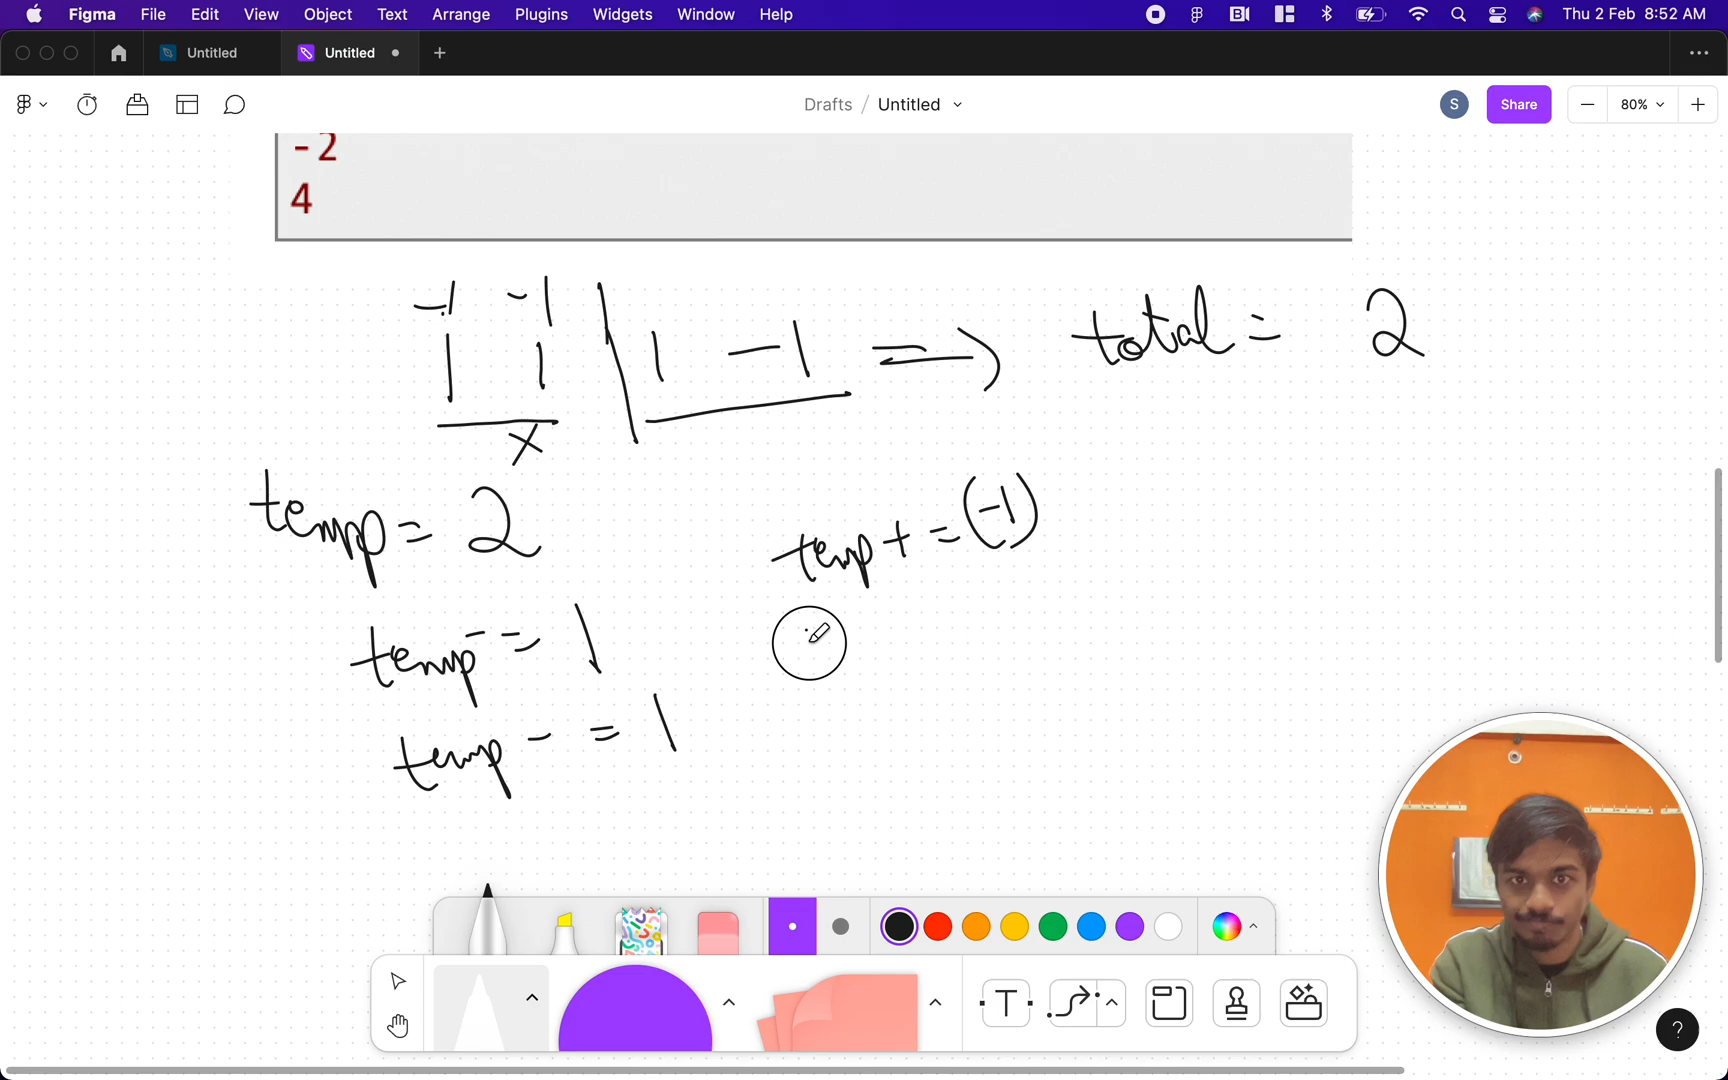 Figma File Edit View Object Text Arrange Plugins Widgets Window Help Thu 2 Feb 8:52 AM
Untitled Untitled
Drafts / Untitled S Share 80%
-2
4
-1 -1
1 1 1 -1 => total = 2
x
temp = 2
temp += (-1)
temp -= 1
temp -= 1
T
?